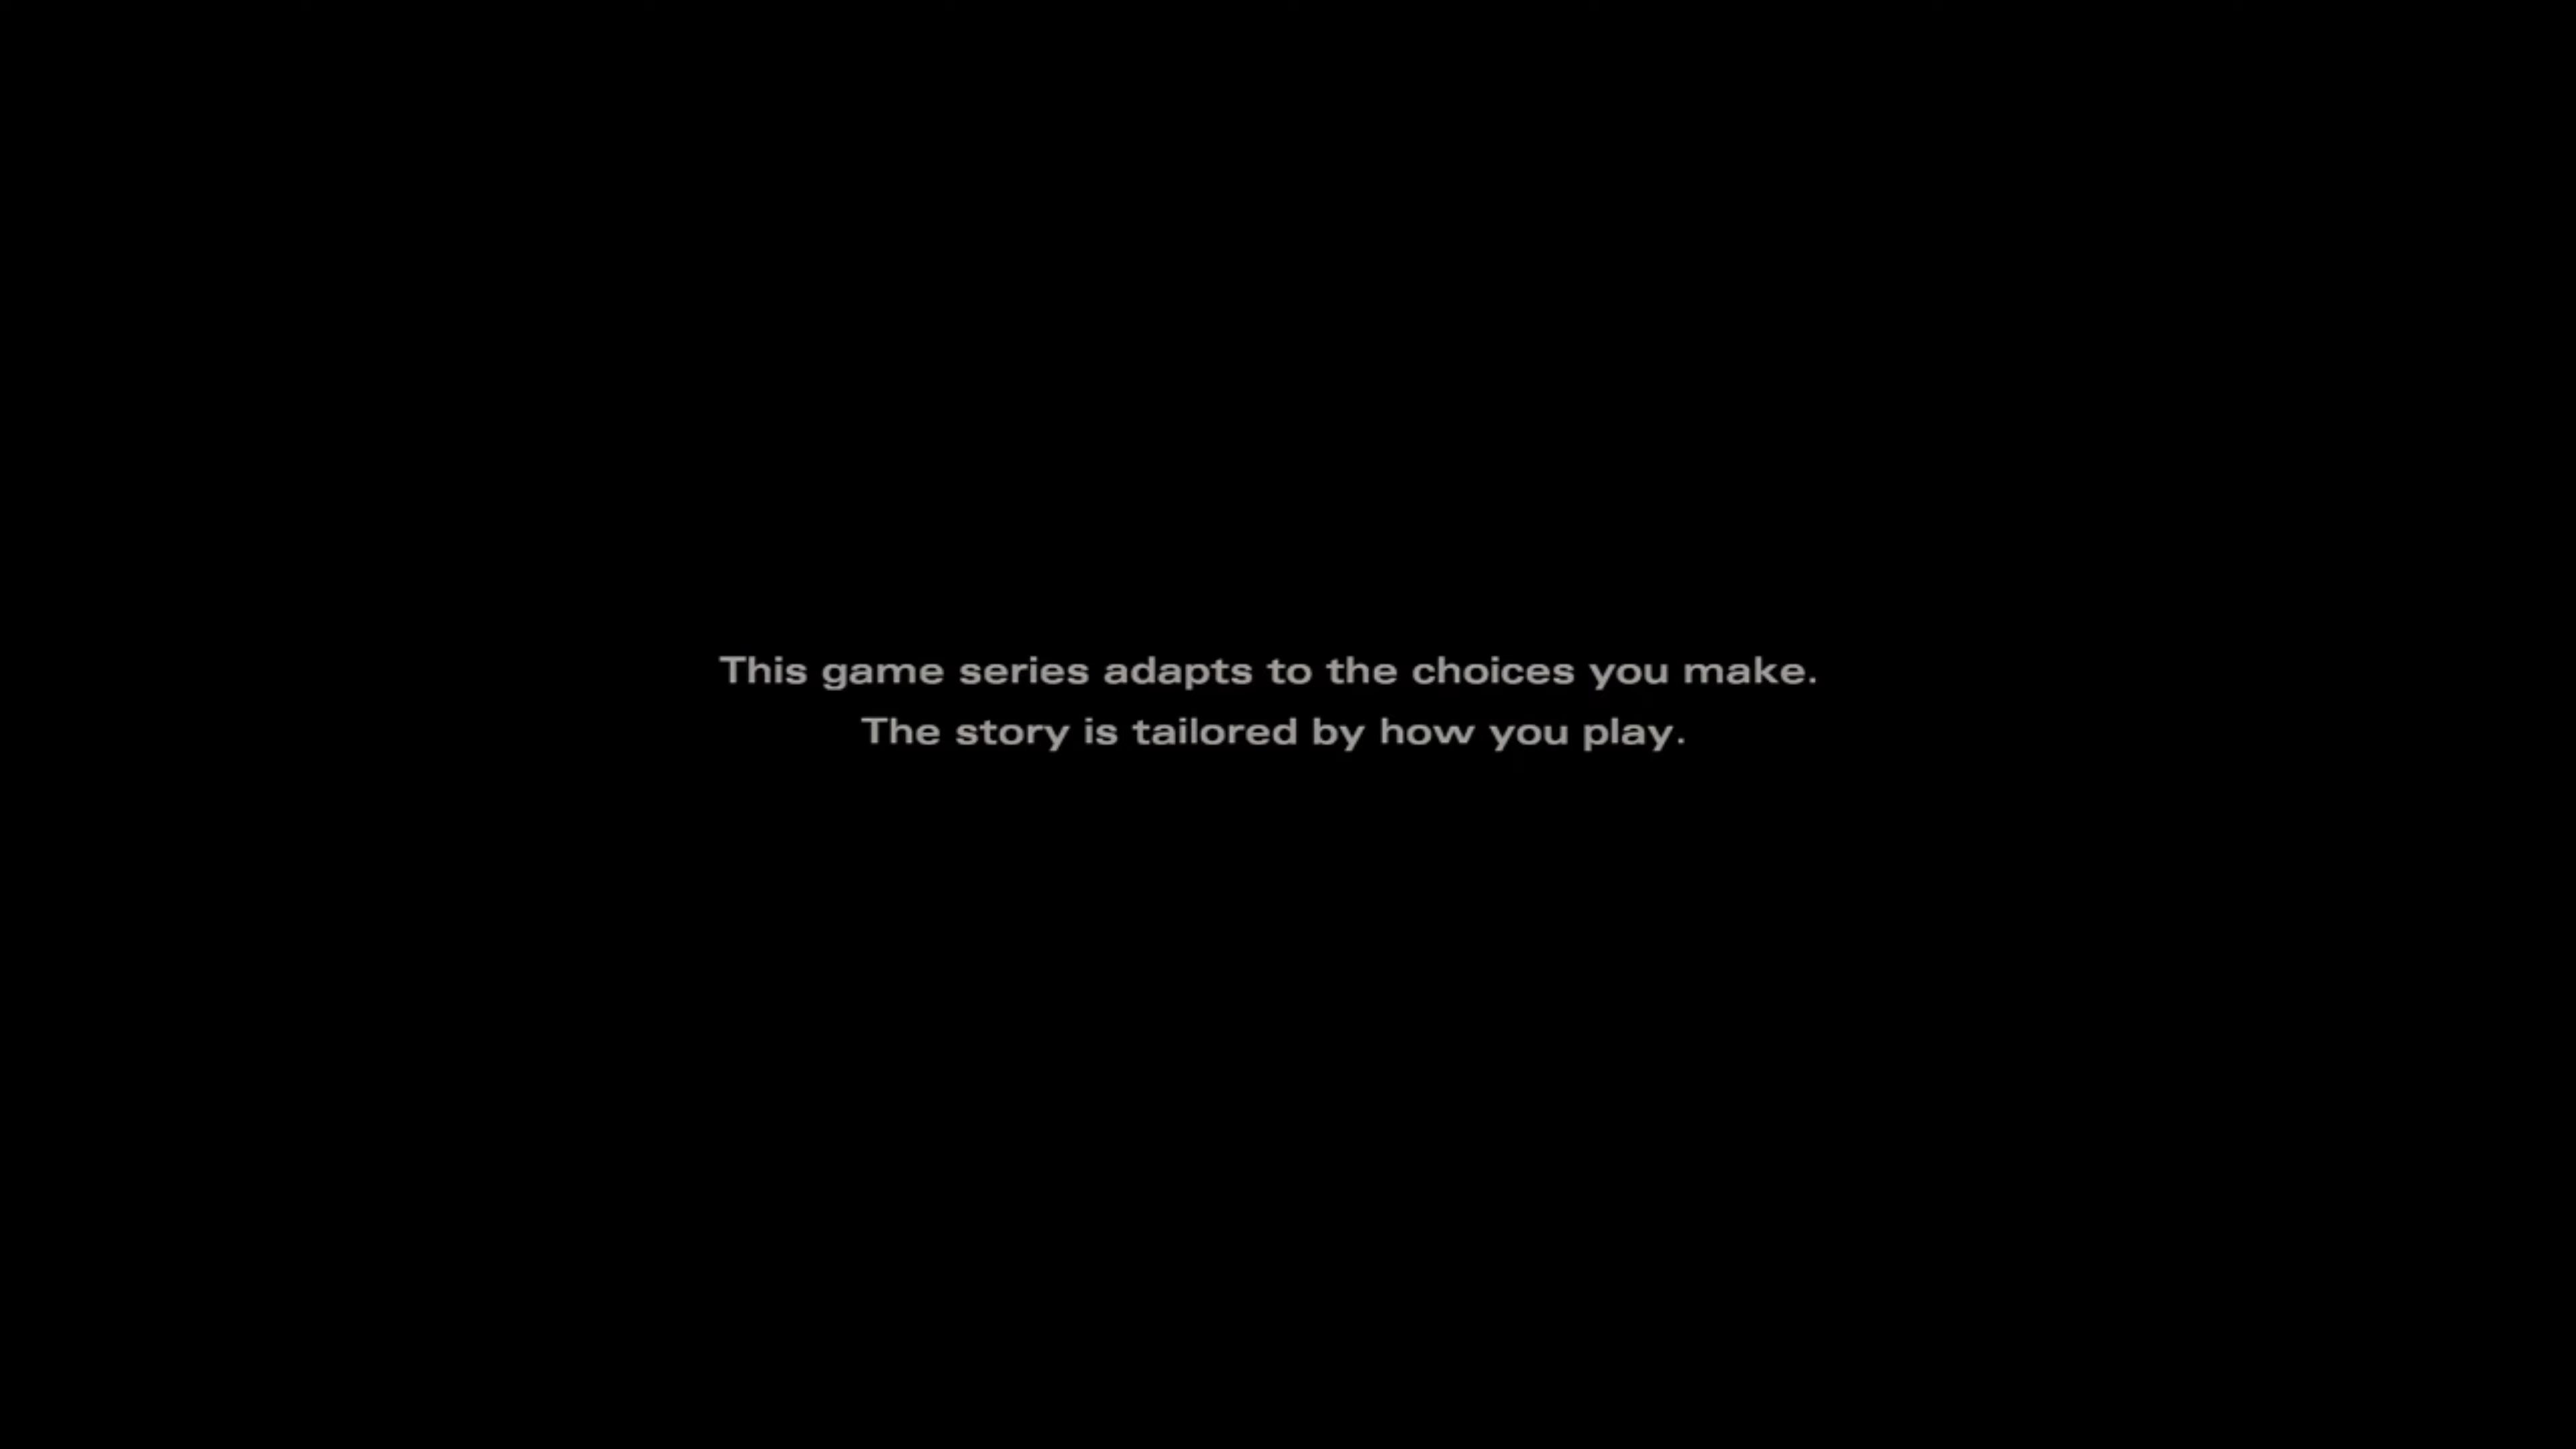 This game series adapts to the choices you make.
The story is tailored by how you play.